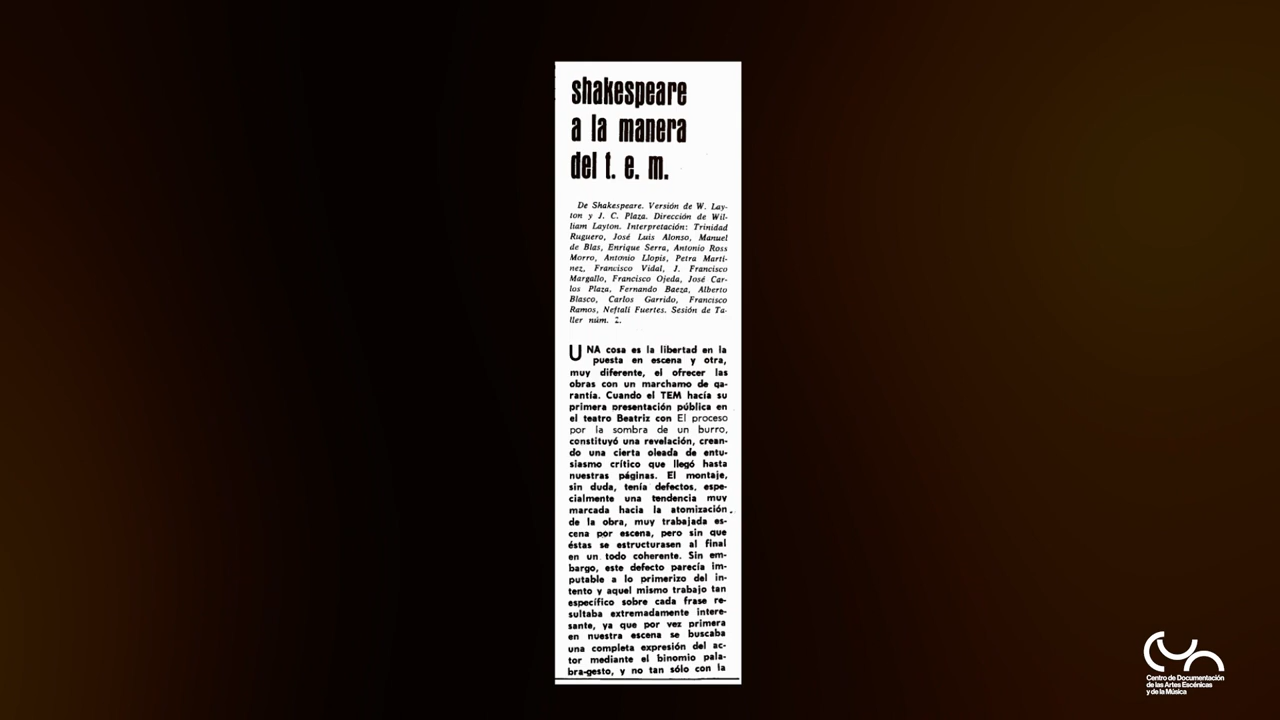 shakespeare
a la manera
del t. e. m.
De Shakespeare. Versión de W. Lay-
ton y J. C. Plaza. Dirección de Wil-
liam Layton. Interpretación: Trinidad
Ruguero, José Luis Alonso, Manuel
de Blas, Enrique Serra, Antonio Ross
Morro, Antonio Llopis, Petra Martí-
nez, Francisco Vidal, J. Francisco
Margallo, Francisco Ojeda, José Car-
los Plaza, Fernando Baeza, Alberto
Blasco, Carlos Garrido, Francisco
Ramos, Neftalí Fuertes. Sesión de Ta-
ller núm. 2.
UNA cosa es la libertad en la
puesta en escena y otra,
muy diferente, el ofrecer las
obras con un marchamo de ga-
rantía. Cuando el TEM hacía su
primera presentación pública en
el teatro Beatriz con El proceso
por la sombra de un burro,
constituyó una revelación, crean-
do una cierta oleada de entu-
siasmo crítico que llegó hasta
nuestras páginas. El montaje,
sin duda, tenía defectos, espe-
cialmente una tendencia muy
marcada hacia la atomización
de la obra, muy trabajada es-
cena por escena, pero sin que
éstas se estructurasen al final
en un todo coherente. Sin em-
bargo, este defecto parecía im-
putable a lo primerizo del in-
tento y aquel mismo trabajo tan
específico sobre cada frase re-
sultaba extremadamente intere-
sante, ya que por vez primera
en nuestra escena se buscaba
una completa expresión del ac-
tor mediante el binomio pala-
bra-gesto, y no tan sólo con la
Centro de Documentación
de las Artes Escénicas
y de la Música